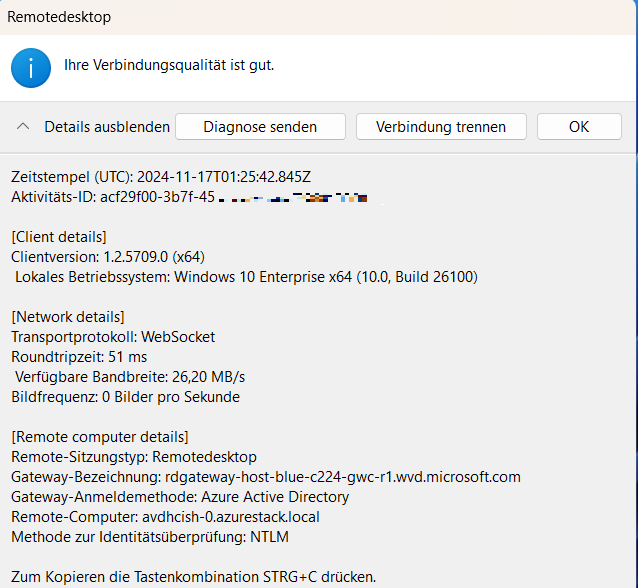 Remotedesktop
Ihre Verbindungsqualität ist gut.
Details ausblenden
Diagnose senden
Verbindung trennen
OK
Zeitstempel (UTC): 2024-11-17T01:25:42.845Z
Aktivitäts-ID: acf29f00-3b7f-45
[Client details]
Clientversion: 1.2.5709.0 (x64)
Lokales Betriebssystem: Windows 10 Enterprise x64 (10.0, Build 26100)
[Network details]
Transportprotokoll: WebSocket
Roundtripzeit: 51 ms
Verfügbare Bandbreite: 26,20 MB/s
Bildfrequenz: 0 Bilder pro Sekunde
[Remote computer details]
Remote-Sitzungstyp: Remotedesktop
Gateway-Bezeichnung: rdgateway-host-blue-c224-gwc-r1.wvd.microsoft.com
Gateway-Anmeldemethode: Azure Active Directory
Remote-Computer: avdhcish-0.azurestack.local
Methode zur Identitätsüberprüfung: NTLM
Zum Kopieren die Tastenkombination STRG+C drücken.